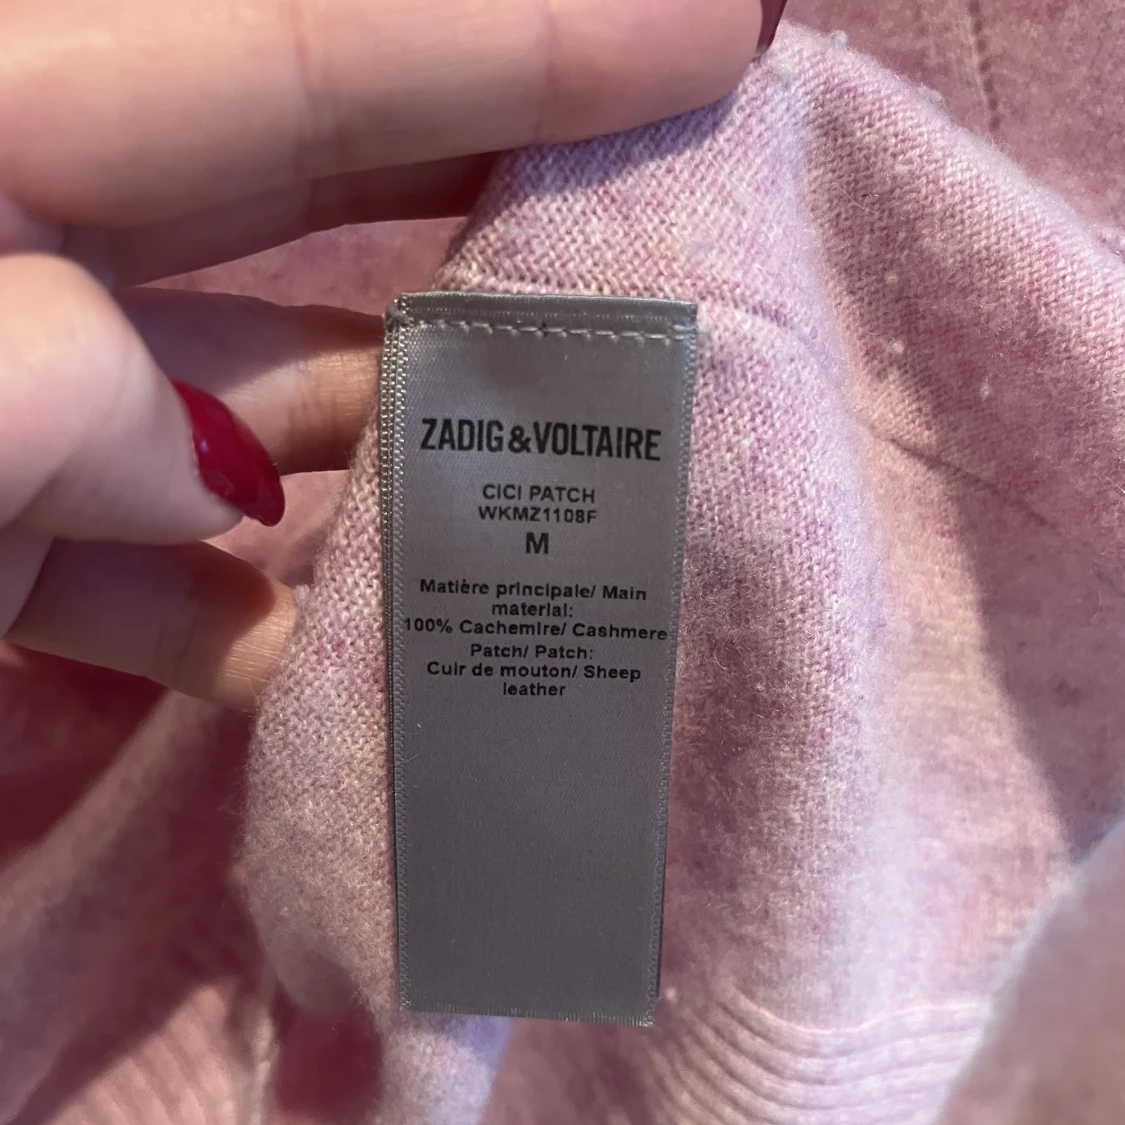 ZADIG&VOLTAIRE
CICI PATCH
WKMZ1108F
M
Matière principale/ Main
material:
100% Cachemire/ Cashmere
Patch/ Patch:
Cuir de mouton/ Sheep
leather